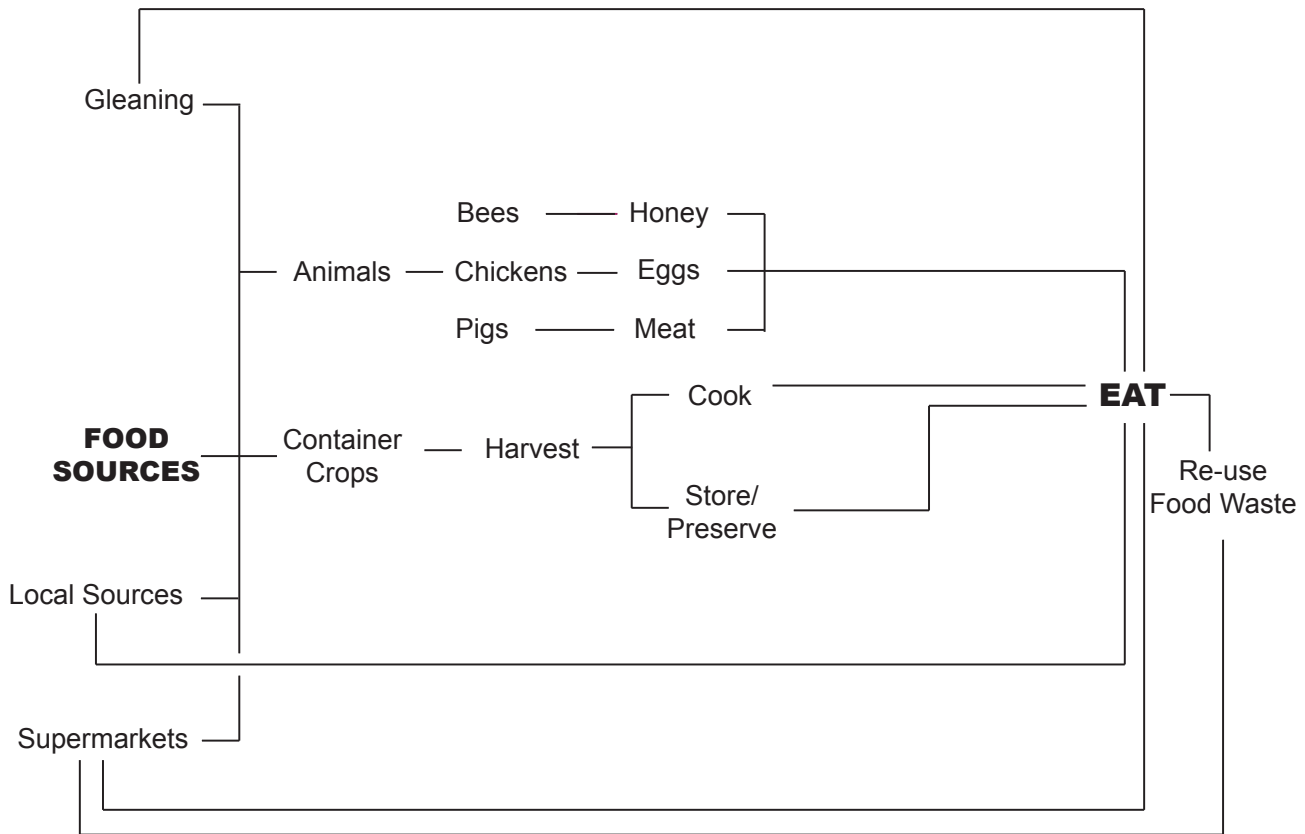 Gleaning
Bees
Honey
Animals
Chickens
Eggs
Pigs
Meat
Cook
EAT
FOOD
SOURCES
Container
Crops
Harvest
Store/
Preserve
Re-use
Food Waste
Local Sources
Supermarkets